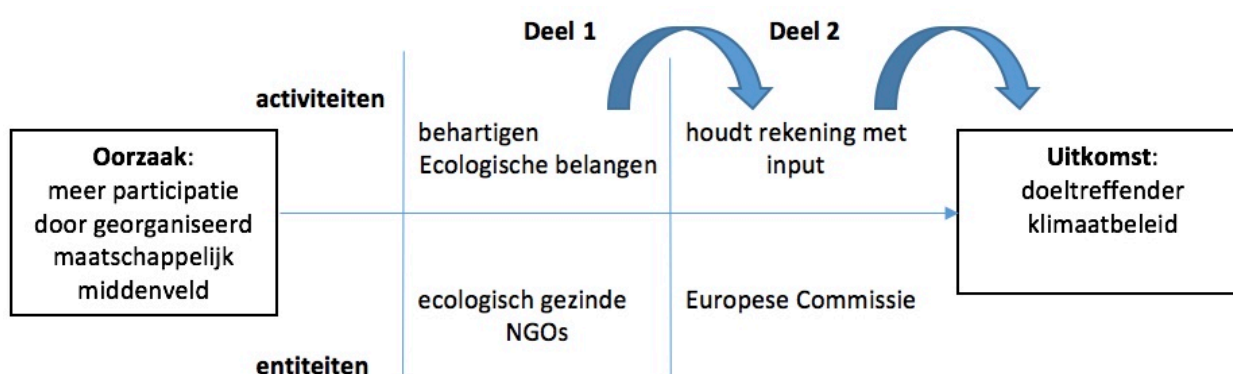 Deel 1
Deel 2
activiteiten
Oorzaak:
meer participatie
door georganiseerd
maatschappelijk
middenveld
behartigen
Ecologische belangen
houdt rekening met
input
Uitkomst:
doeltreffender
klimaatbeleid
ecologisch gezinde
NGOs
Europese Commissie
entiteiten